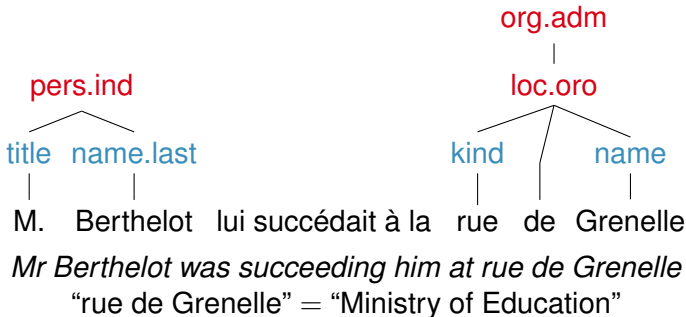 org.adm
pers.ind loc.oro
title name.last kind name
M. Berthelot lui succédait à la rue de Grenelle
Mr Berthelot was succeeding him at rue de Grenelle
“rue de Grenelle” = “Ministry of Education”